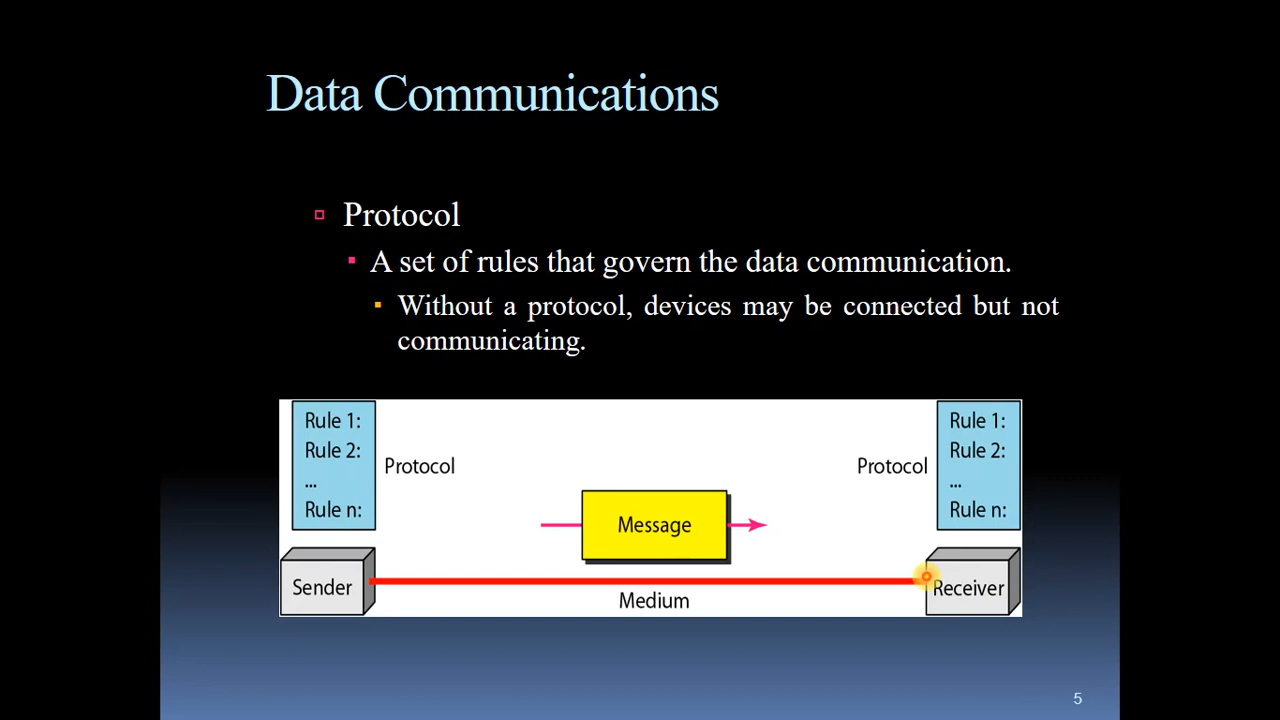 Data Communications
Protocol
A set of rules that govern the data communication.
Without a protocol, devices may be connected but not
communicating.
Rule 1:
Rule 2:
...
Rule n:
Protocol
Protocol
Rule 1:
Rule 2:
...
Rule n:
Message
Sender
Medium
Receiver
5